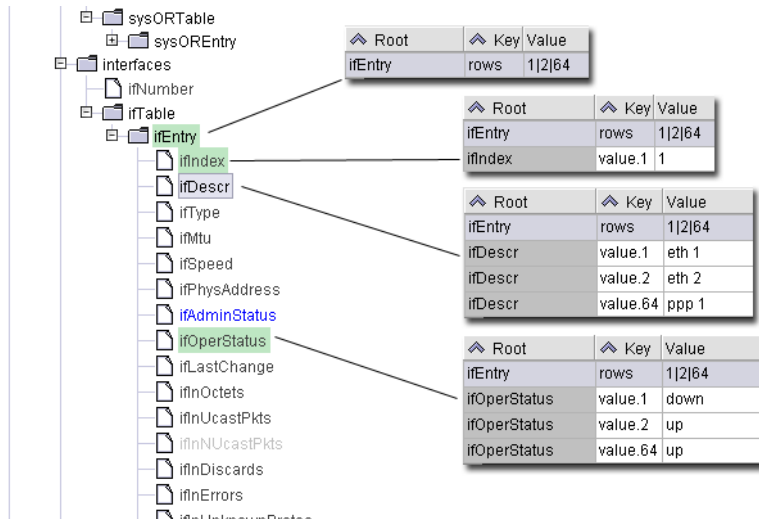 sysORTable
sysOREntry
interfaces
ifNumber
ifTable
ifEntry
ifIndex
ifDescr
ifType
ifMtu
ifSpeed
ifPhysAddress
ifAdminStatus
ifOperStatus
ifLastChange
ifInOctets
ifInUcastPkts
ifInNUcastPkts
ifInDiscards
ifInErrors
ifInUnknownProtos
Root Key Value
ifEntry rows 1|2|64
Root Key Value
ifEntry rows 1|2|64
ifIndex value.1 1
Root Key Value
ifEntry rows 1|2|64
ifDescr value.1 eth 1
ifDescr value.2 eth 2
ifDescr value.64 ppp 1
Root Key Value
ifEntry rows 1|2|64
ifOperStatus value.1 down
ifOperStatus value.2 up
ifOperStatus value.64 up